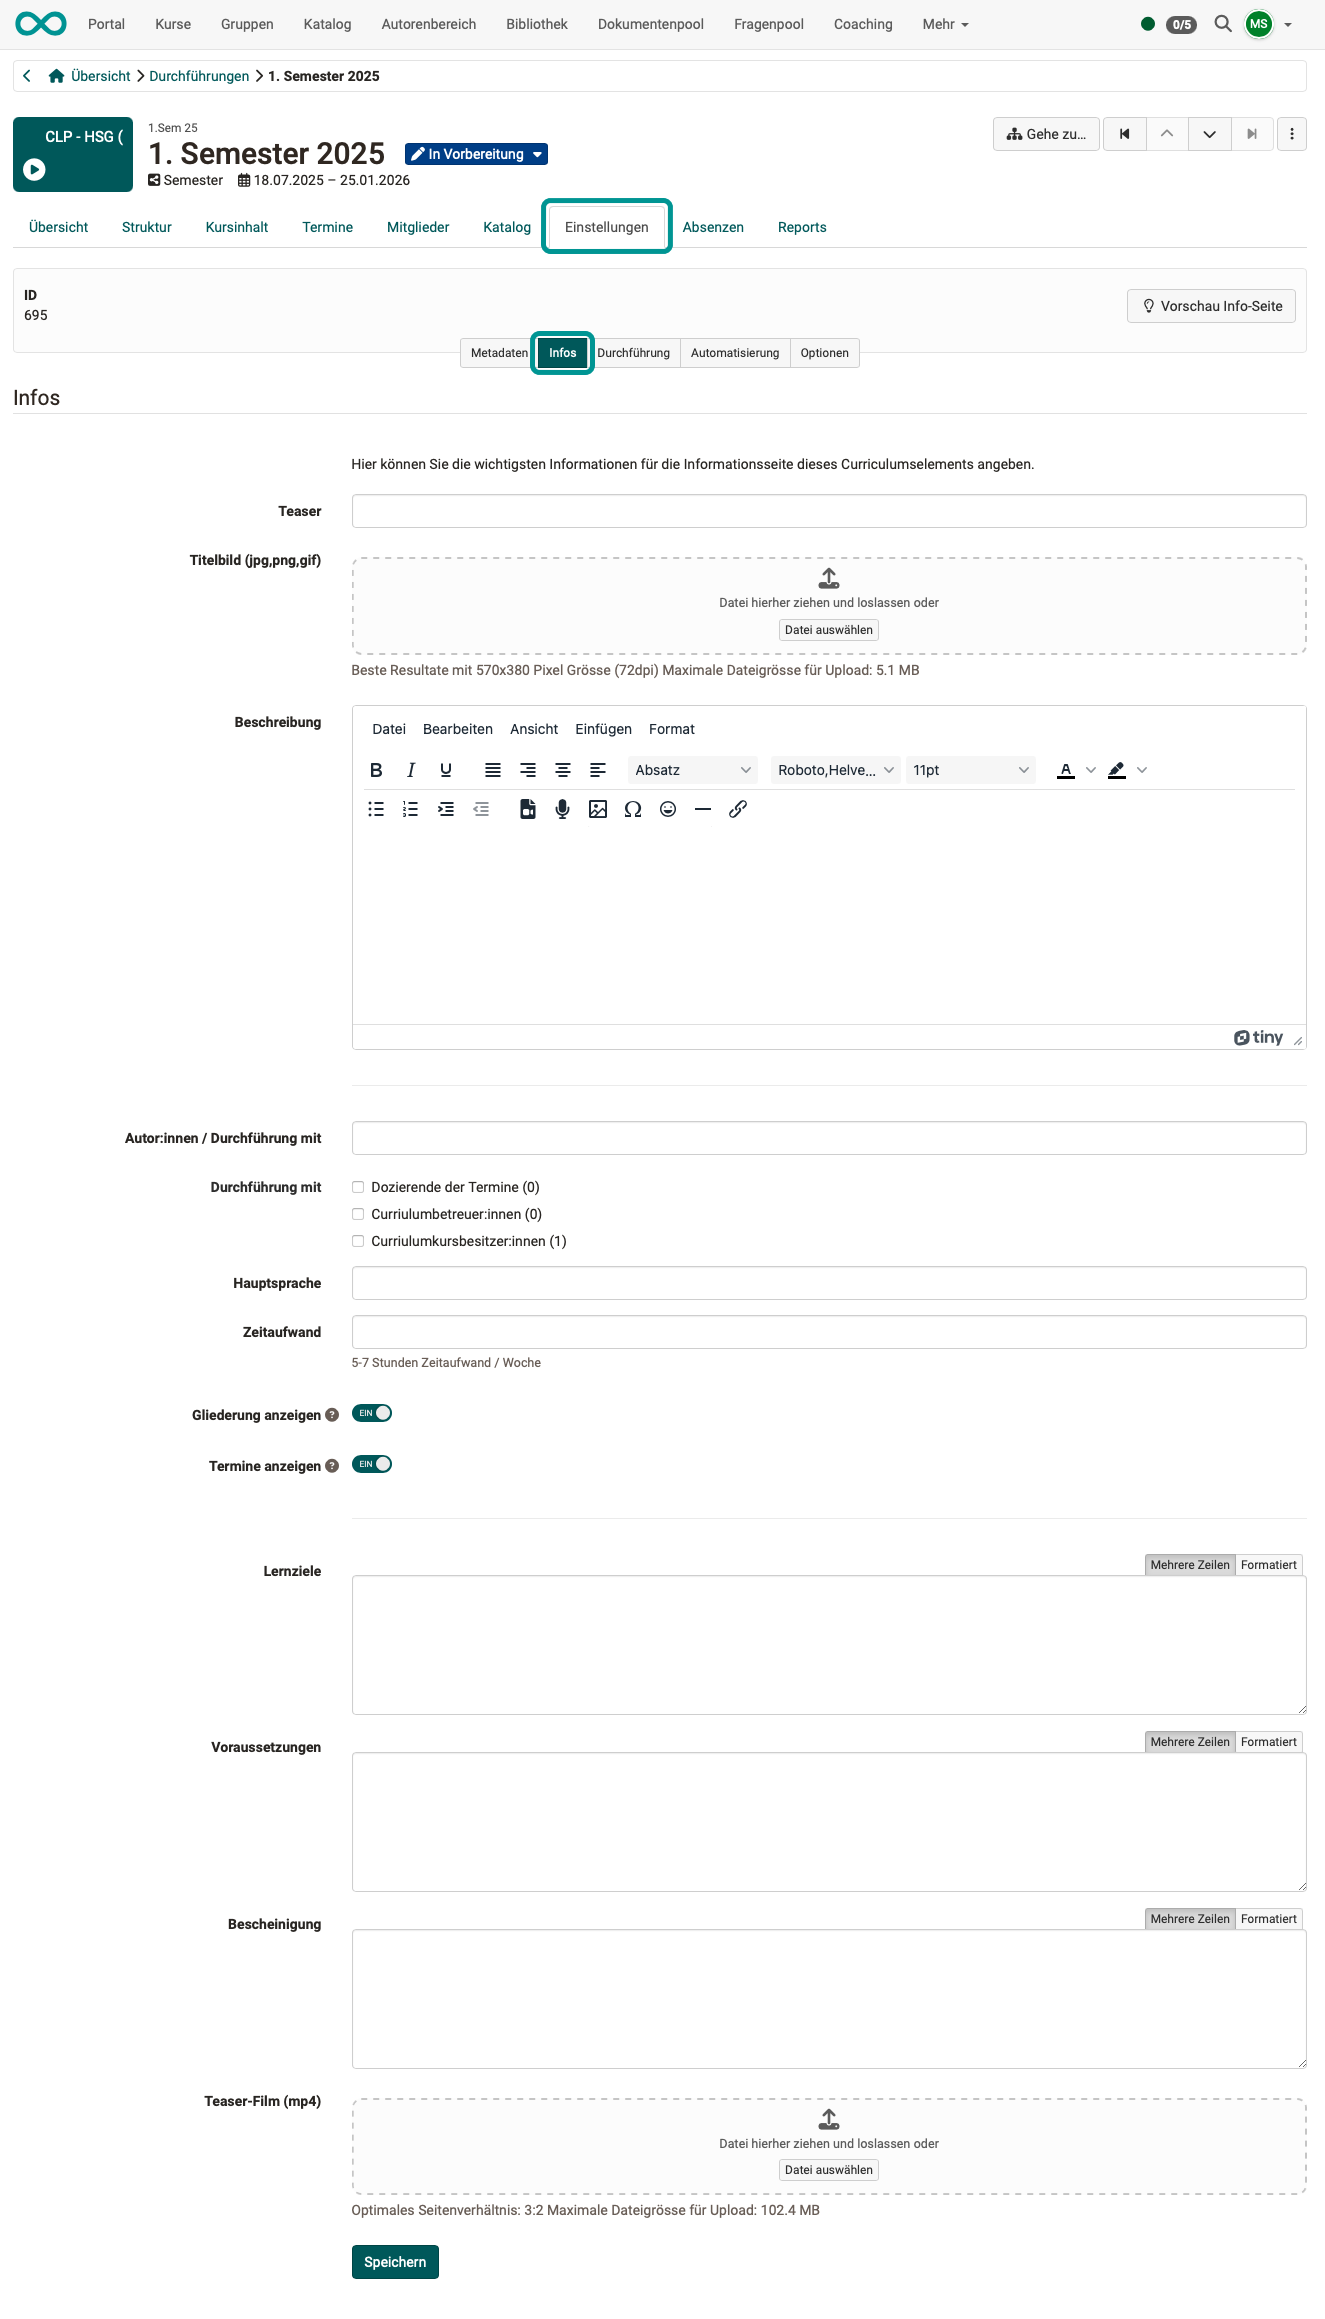 Portal Kurse Gruppen Katalog Autorenbereich Bibliothek Dokumentenpool Fragenpool Coaching Mehr 0/5 MS
Übersicht Durchführungen 1. Semester 2025
CLP - HSG (
1.Sem 25
1. Semester 2025 In Vorbereitung
Semester 18.07.2025 – 25.01.2026
Gehe zu...
Übersicht Struktur Kursinhalt Termine Mitglieder Katalog Einstellungen Absenzen Reports
ID
695
Vorschau Info-Seite
Metadaten Infos Durchführung Automatisierung Optionen
Infos
Hier können Sie die wichtigsten Informationen für die Informationsseite dieses Curriculumselements angeben.
Teaser
Titelbild (jpg,png,gif)
Datei hierher ziehen und loslassen oder
Datei auswählen
Beste Resultate mit 570x380 Pixel Grösse (72dpi) Maximale Dateigrösse für Upload: 5.1 MB
Beschreibung
Datei Bearbeiten Ansicht Einfügen Format
B I U Absatz Roboto,Helve... 11pt A
tiny
Autor:innen / Durchführung mit
Durchführung mit
Dozierende der Termine (0)
Curriulumbetreuer:innen (0)
Curriulumkursbesitzer:innen (1)
Hauptsprache
Zeitaufwand
5-7 Stunden Zeitaufwand / Woche
Gliederung anzeigen ? EIN
Termine anzeigen ? EIN
Lernziele
Mehrere Zeilen Formatiert
Voraussetzungen
Mehrere Zeilen Formatiert
Bescheinigung
Mehrere Zeilen Formatiert
Teaser-Film (mp4)
Datei hierher ziehen und loslassen oder
Datei auswählen
Optimales Seitenverhältnis: 3:2 Maximale Dateigrösse für Upload: 102.4 MB
Speichern